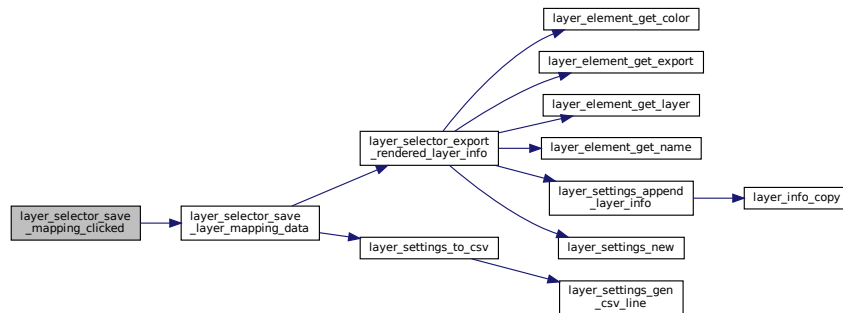 layer_selector_save
_mapping_clicked
layer_selector_save
_layer_mapping_data
layer_selector_export
_rendered_layer_info
layer_element_get_color
layer_element_get_export
layer_element_get_layer
layer_element_get_name
layer_settings_append
_layer_info
layer_info_copy
layer_settings_new
layer_settings_to_csv
layer_settings_gen
_csv_line